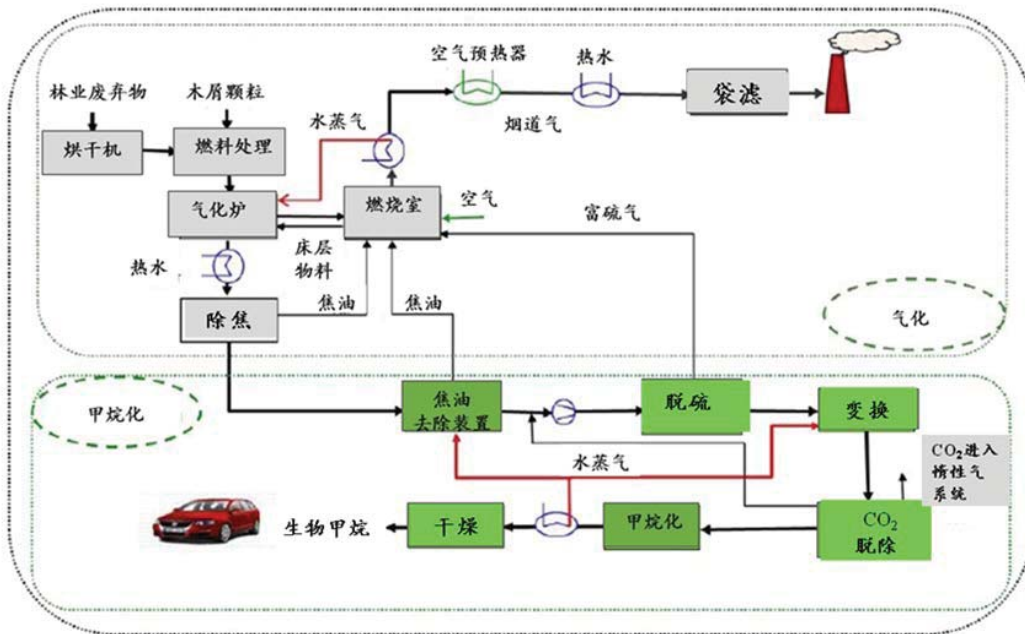 空气预热器
热水
林业废弃物
木屑颗粒
水蒸气
袋滤
烟道气
烘干机
燃料处理
气化炉
燃烧室
空气
富硫气
床层
物料
热水
焦油
焦油
除焦
气化
甲烷化
焦油
去除装置
脱硫
变换
水蒸气
CO₂进入
惰性气
系统
生物甲烷
干燥
甲烷化
CO₂
脱除